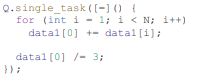 Q.single_task([=]() {
  for (int i = 1; i < N; i++)
    data1[0] += data1[i];

  data1[0] /= 3;
});